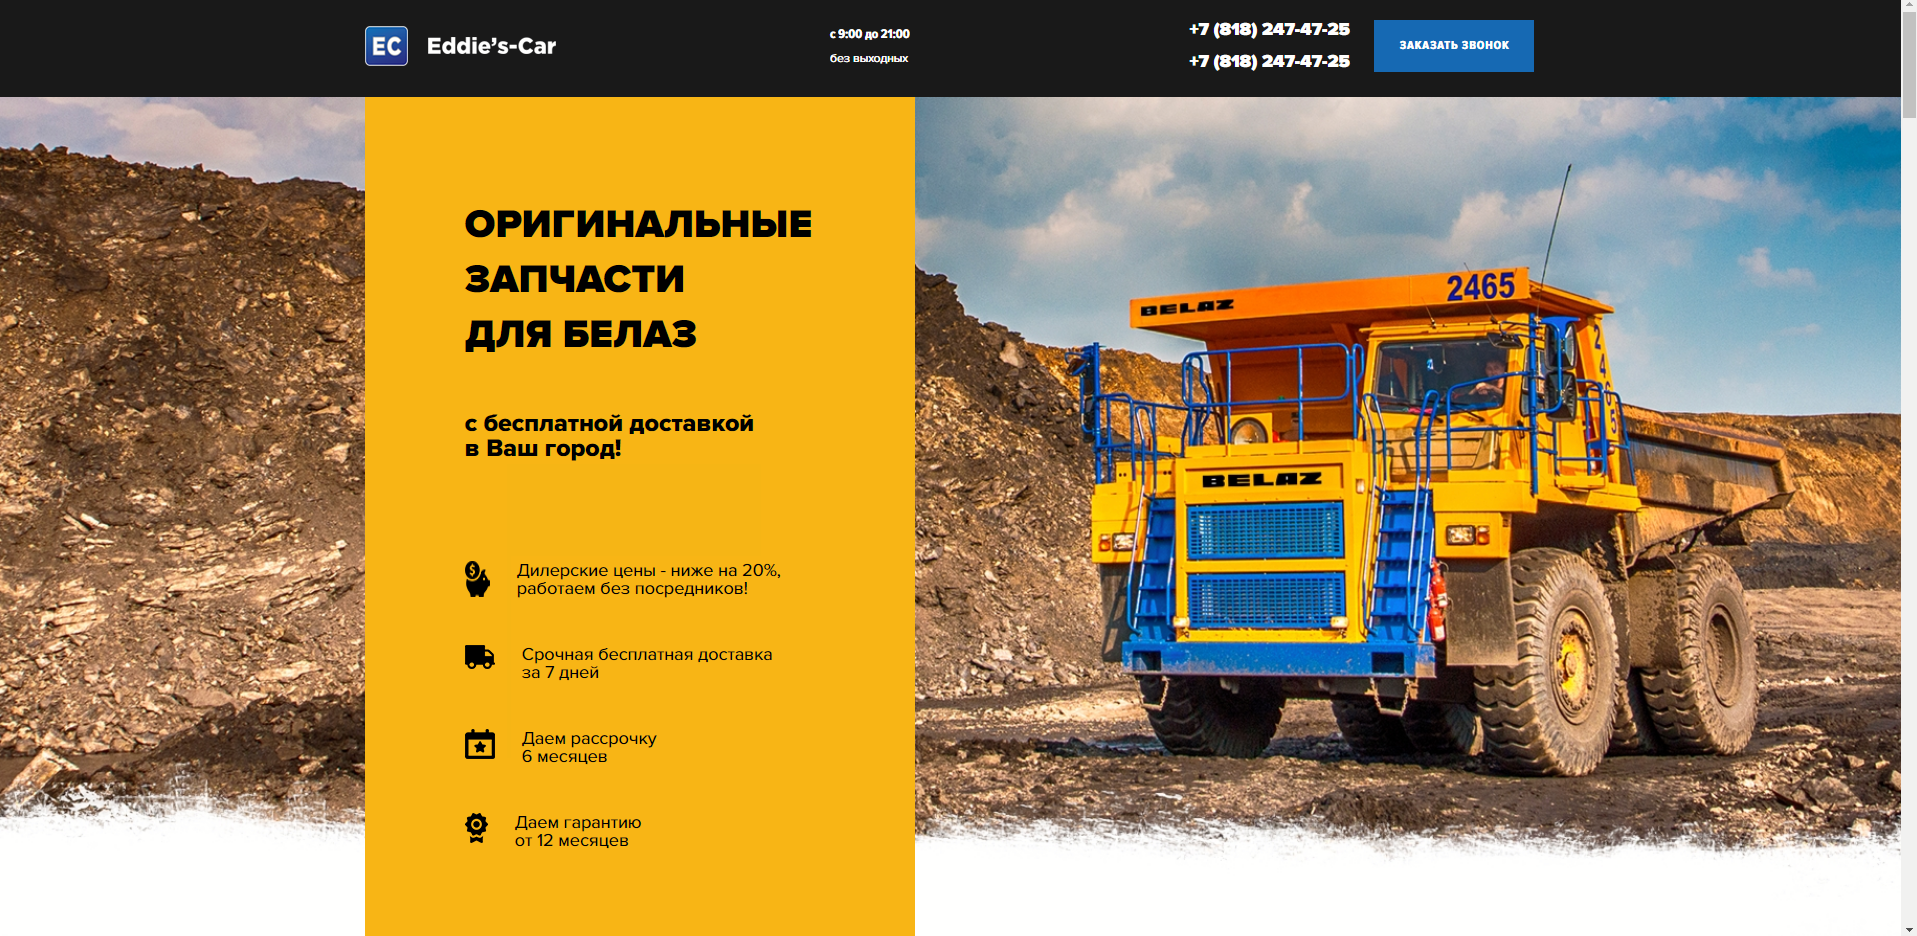 EC
Eddie's-Car
с 9:00 до 21:00
без выходных
+7 (818) 247-47-25
+7 (818) 247-47-25
ЗАКАЗАТЬ ЗВОНОК
ОРИГИНАЛЬНЫЕ
ЗАПЧАСТИ
ДЛЯ БЕЛАЗ
с бесплатной доставкой
в Ваш город!
Дилерские цены - ниже на 20%,
работаем без посредников!
Срочная бесплатная доставка
за 7 дней
Даем рассрочку
6 месяцев
Даем гарантию
от 12 месяцев
BELAZ
2465
2465
BELAZ